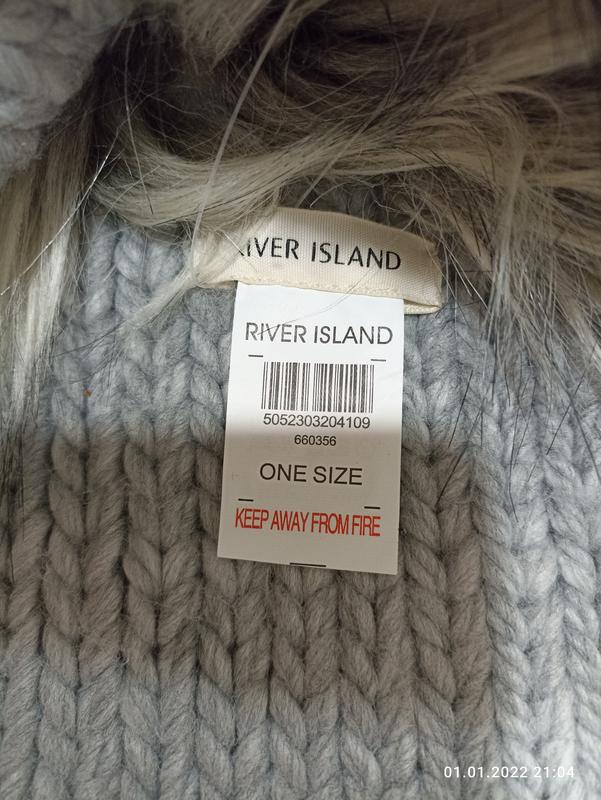 RIVER ISLAND
RIVER ISLAND
5052303204109
660356
ONE SIZE
KEEP AWAY FROM FIRE
01.01.2022 21:04